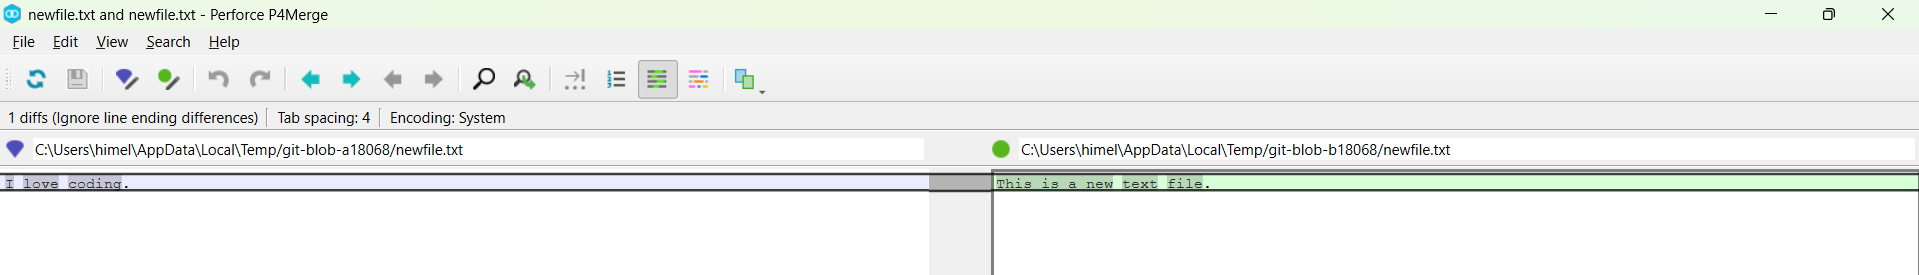 newfile.txt and newfile.txt - Perforce P4Merge
File Edit View Search Help
1 diffs (Ignore line ending differences) Tab spacing: 4 Encoding: System
C:\Users\himel\AppData\Local\Temp/git-blob-a18068/newfile.txt
C:\Users\himel\AppData\Local\Temp/git-blob-b18068/newfile.txt
I love coding.
This is a new text file.